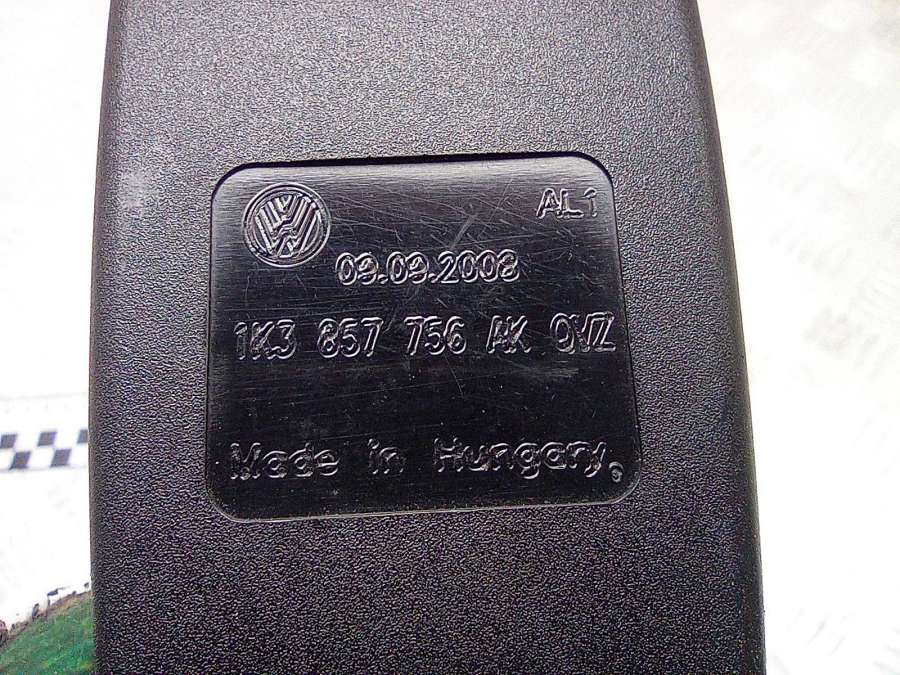 AL1
09.09.2008
1K3 857 756 AK QVZ
Made in Hungary